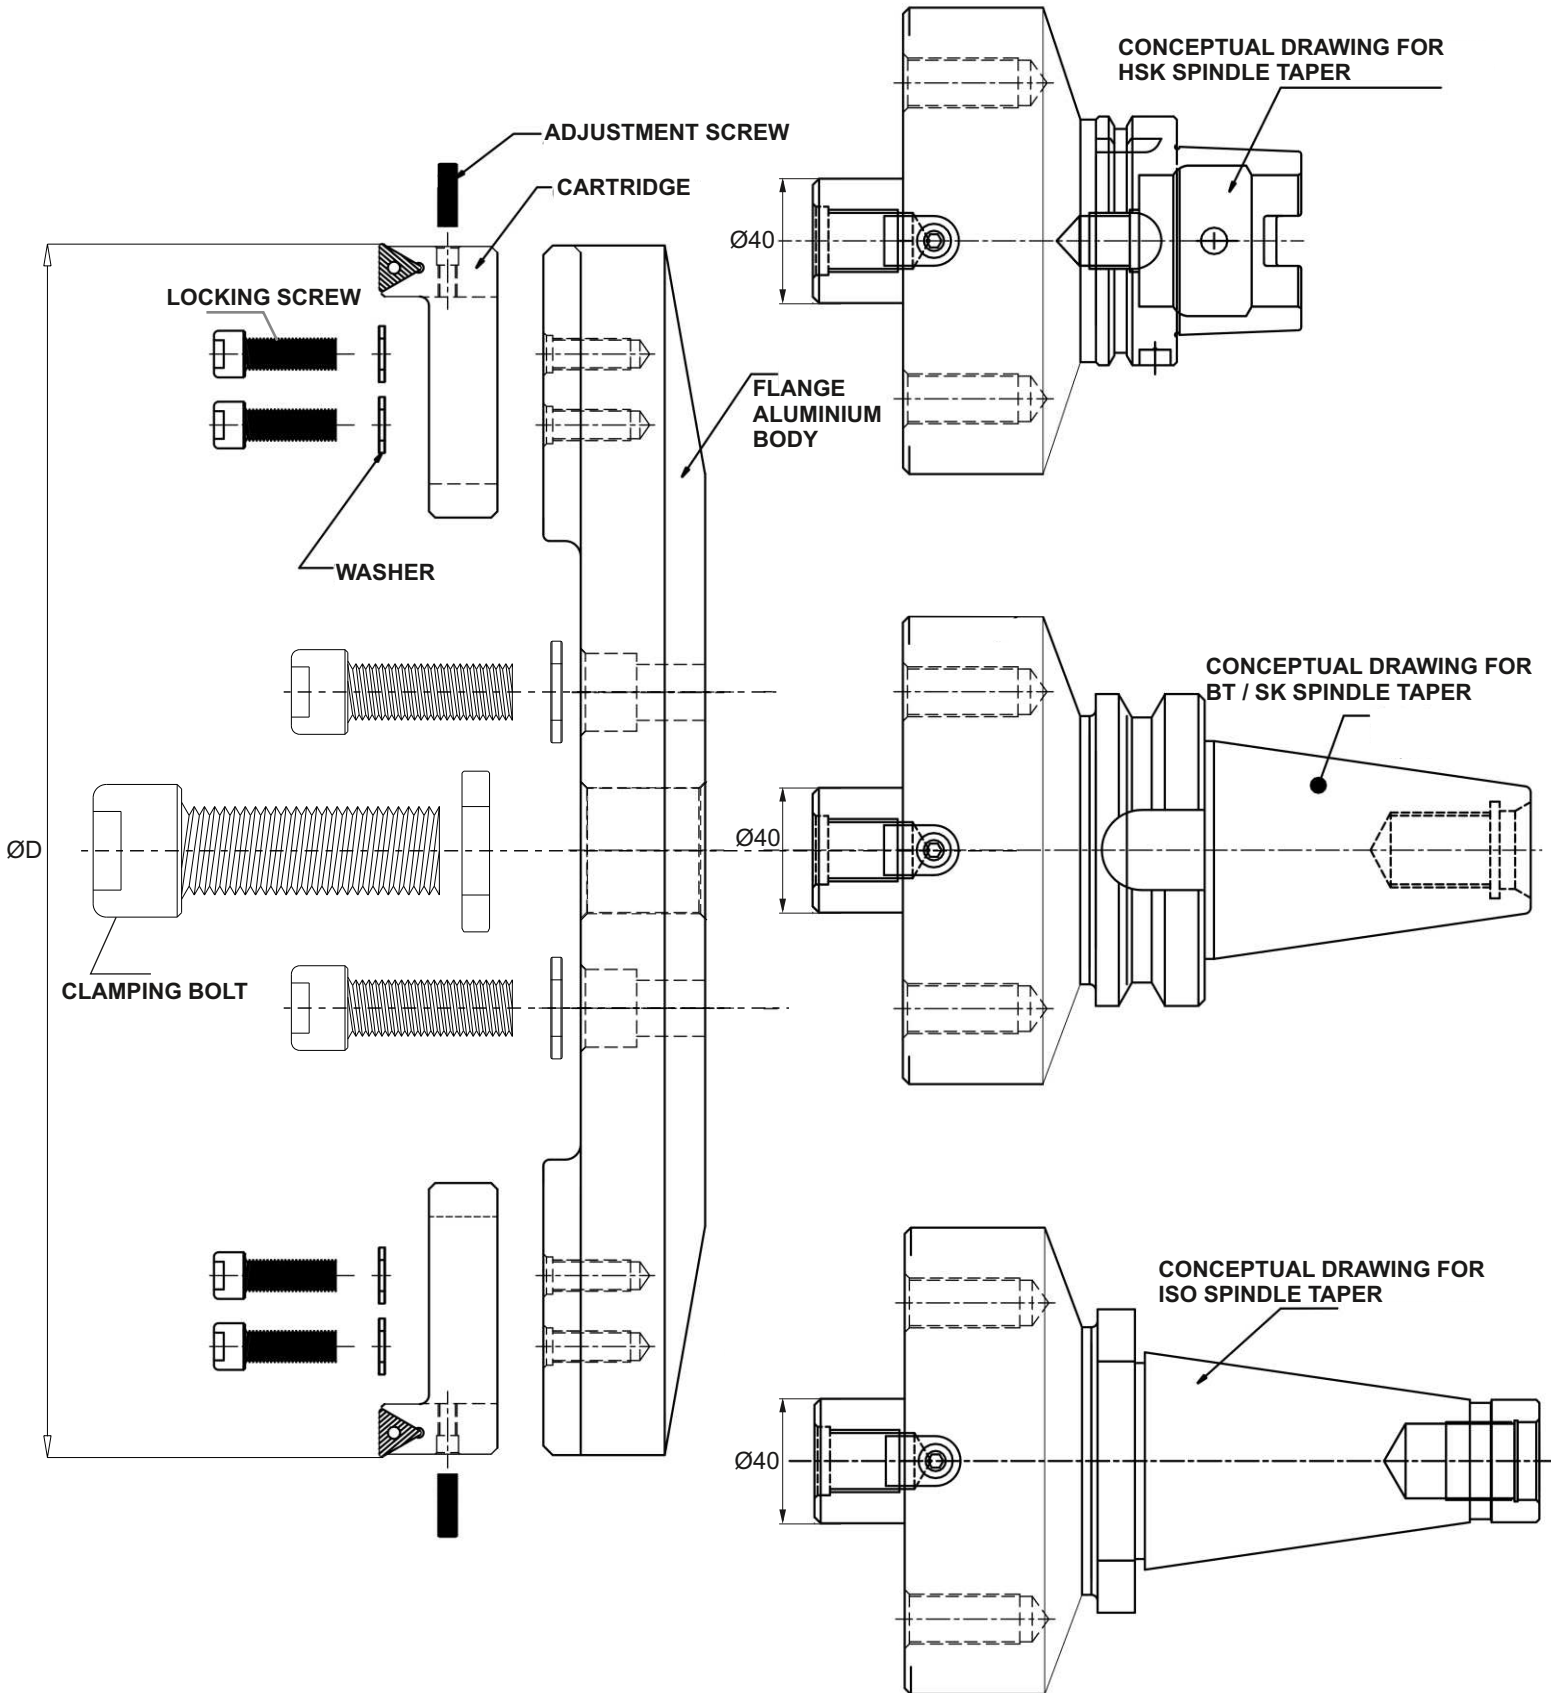 CONCEPTUAL DRAWING FOR
HSK SPINDLE TAPER
ADJUSTMENT SCREW
CARTRIDGE
Ø40
LOCKING SCREW
FLANGE
ALUMINIUM
BODY
WASHER
CONCEPTUAL DRAWING FOR
BT / SK SPINDLE TAPER
Ø40
ØD
CLAMPING BOLT
CONCEPTUAL DRAWING FOR
ISO SPINDLE TAPER
Ø40